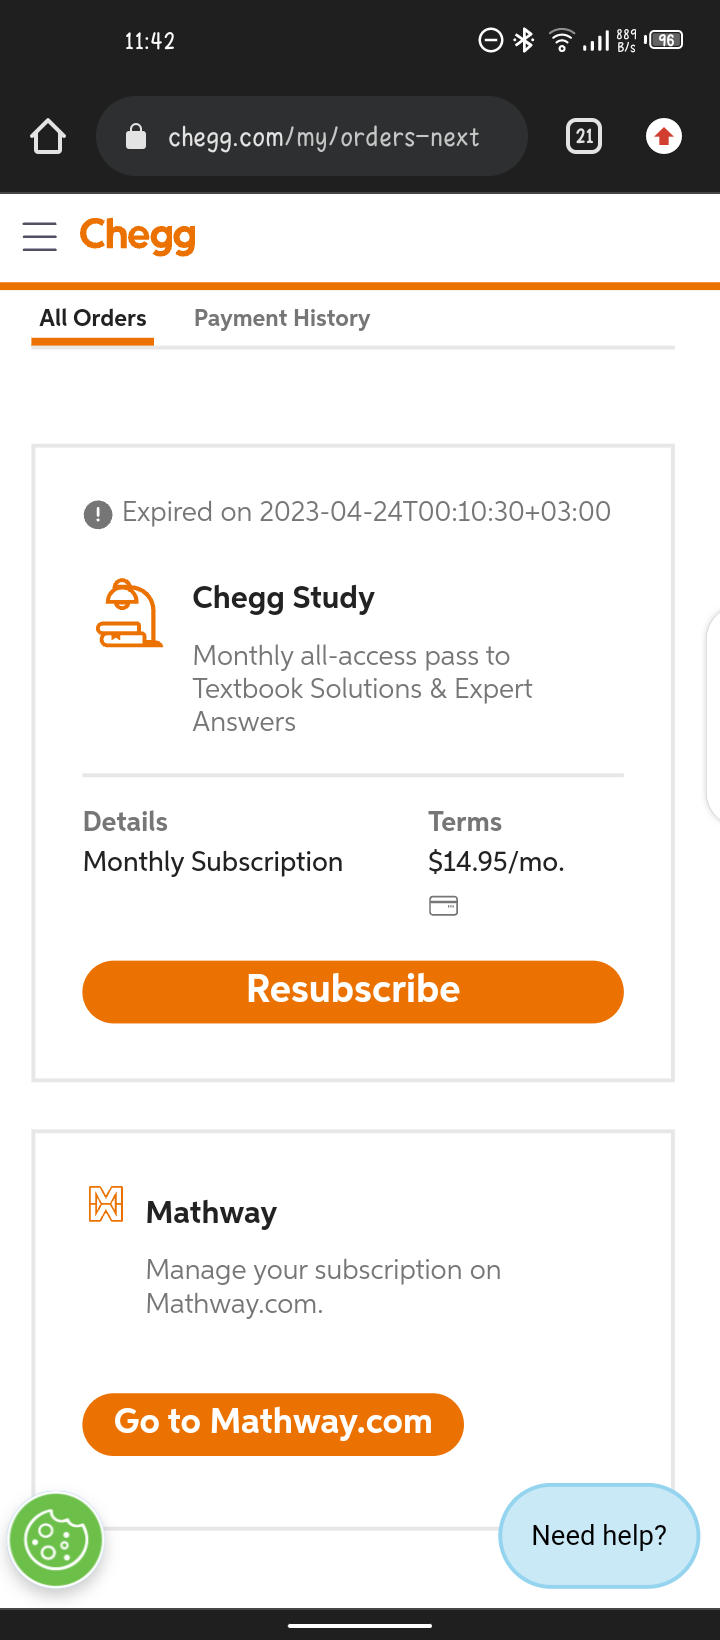 11:42
889 B/s
96
chegg.com/my/orders-next
21
Chegg
All Orders
Payment History
Expired on 2023-04-24T00:10:30+03:00
Chegg Study
Monthly all-access pass to
Textbook Solutions & Expert
Answers
Details
Terms
Monthly Subscription
$14.95/mo.
Resubscribe
Mathway
Manage your subscription on
Mathway.com.
Go to Mathway.com
Need help?